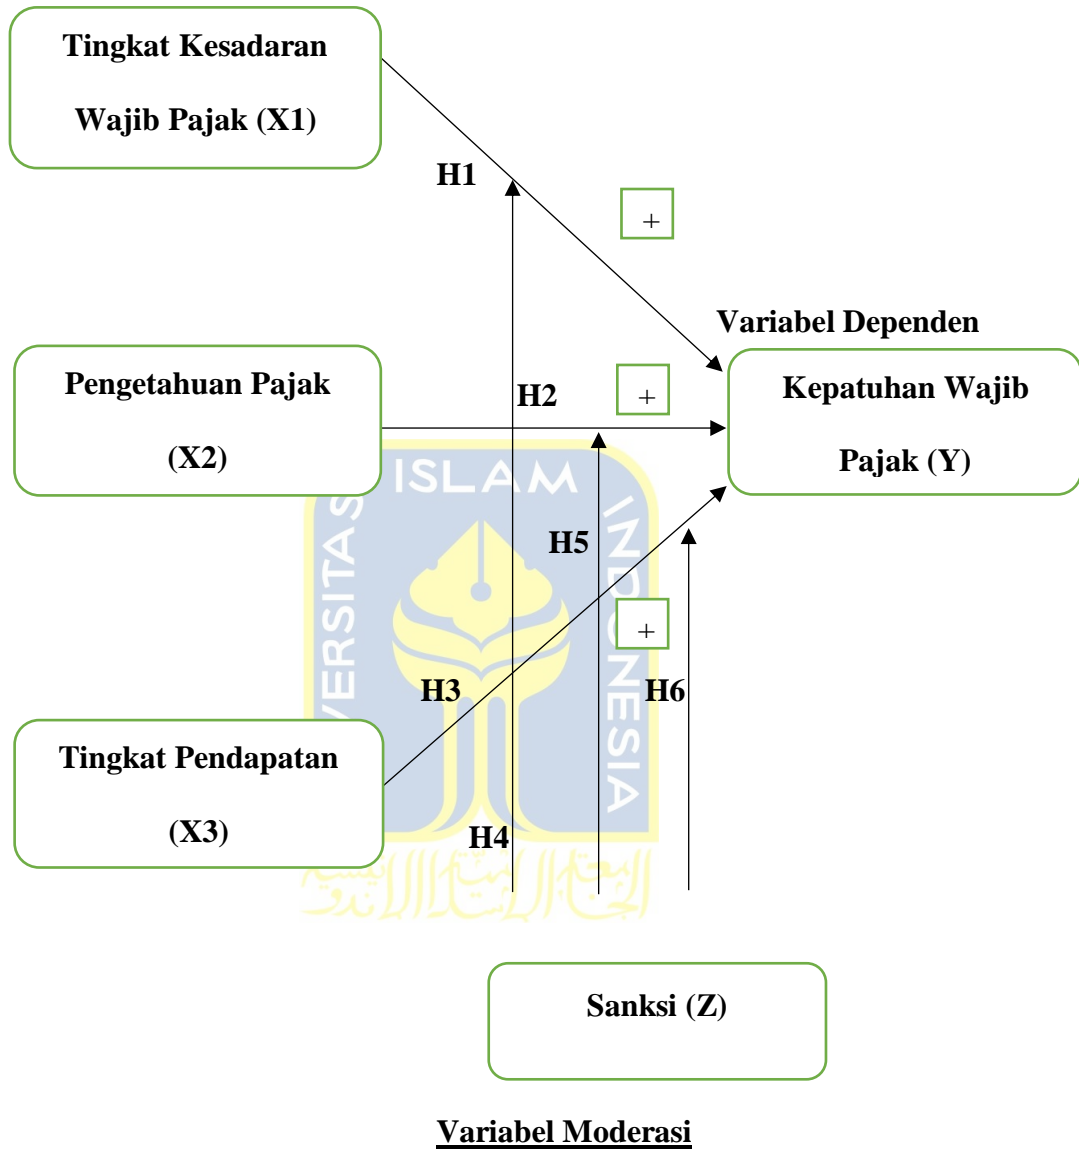 Tingkat Kesadaran
Wajib Pajak (X1)
H1
+
Variabel Dependen
Pengetahuan Pajak
(X2)
H2
+
Kepatuhan Wajib
Pajak (Y)
UNIVERSITAS ISLAM INDONESIA
H5
+
H3
H6
Tingkat Pendapatan
(X3)
H4
Sanksi (Z)
Variabel Moderasi